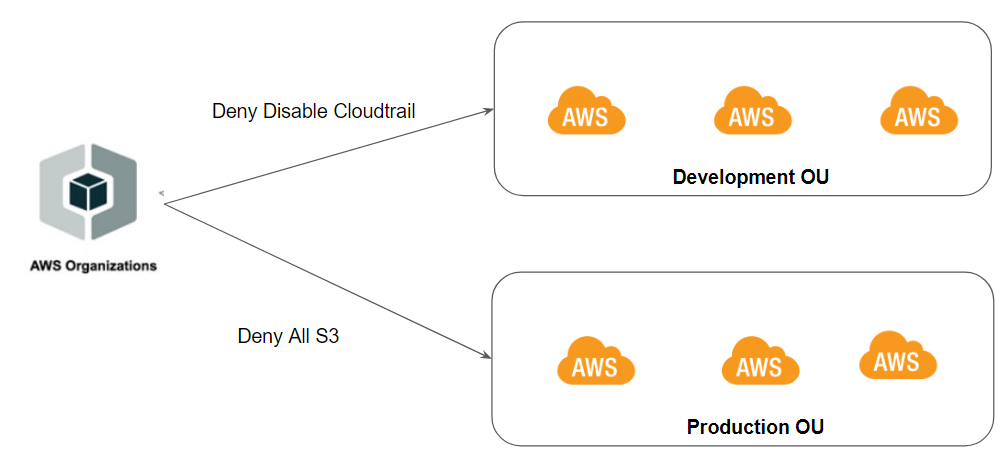 Deny Disable Cloudtrail
AWS AWS AWS
Development OU
AWS Organizations
Deny All S3
AWS AWS AWS
Production OU